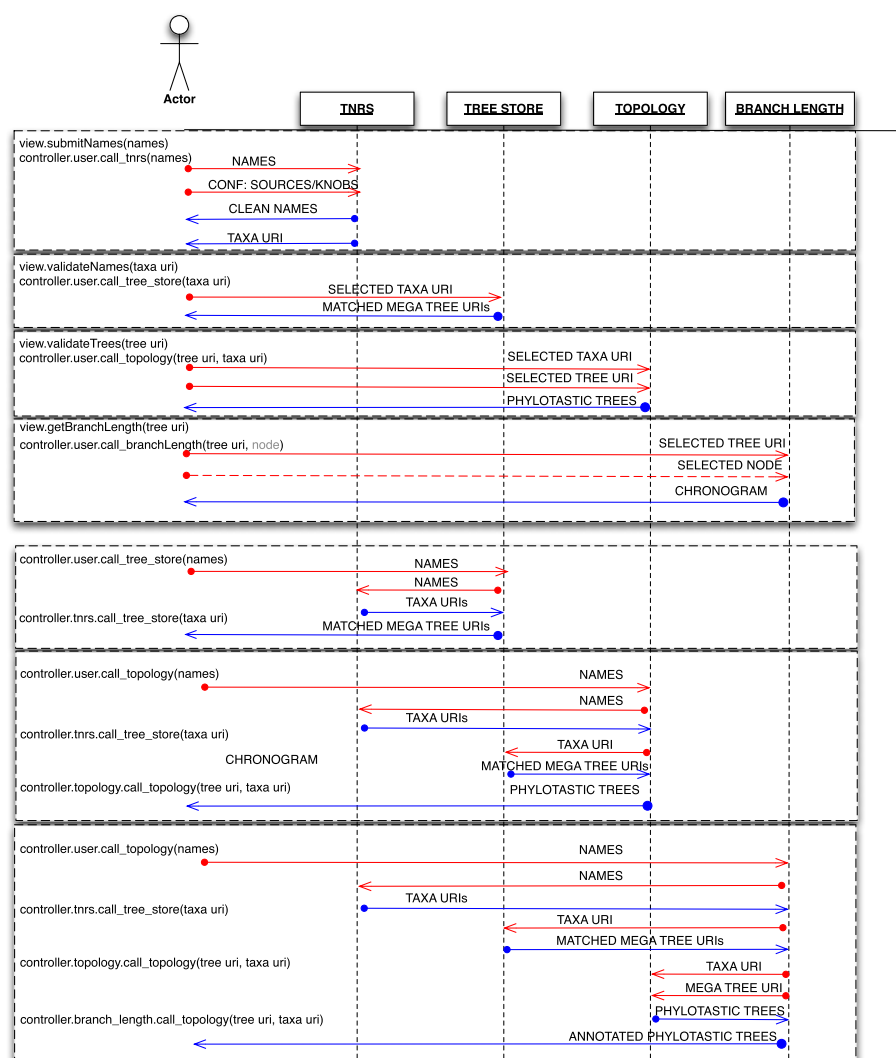 Actor
TNRS
TREE STORE
TOPOLOGY
BRANCH LENGTH
view.submitNames(names)
controller.user.call_tnrs(names)
NAMES
CONF: SOURCES/KNOBS
CLEAN NAMES
TAXA URI
view.validateNames(taxa uri)
controller.user.call_tree_store(taxa uri)
SELECTED TAXA URI
MATCHED MEGA TREE URIs
view.validateTrees(tree uri)
controller.user.call_topology(tree uri, taxa uri)
SELECTED TAXA URI
SELECTED TREE URI
PHYLOTASTIC TREES
view.getBranchLength(tree uri)
controller.user.call_branchLength(tree uri, node)
SELECTED TREE URI
SELECTED NODE
CHRONOGRAM
controller.user.call_tree_store(names)
NAMES
NAMES
TAXA URIs
controller.tnrs.call_tree_store(taxa uri)
MATCHED MEGA TREE URIs
controller.user.call_topology(names)
NAMES
NAMES
TAXA URIs
controller.tnrs.call_tree_store(taxa uri)
TAXA URI
CHRONOGRAM
MATCHED MEGA TREE URIs
controller.topology.call_topology(tree uri, taxa uri)
PHYLOTASTIC TREES
controller.user.call_topology(names)
NAMES
NAMES
TAXA URIs
controller.tnrs.call_tree_store(taxa uri)
TAXA URI
MATCHED MEGA TREE URIs
controller.topology.call_topology(tree uri, taxa uri)
TAXA URI
MEGA TREE URI
PHYLOTASTIC TREES
controller.branch_length.call_topology(tree uri, taxa uri)
ANNOTATED PHYLOTASTIC TREES